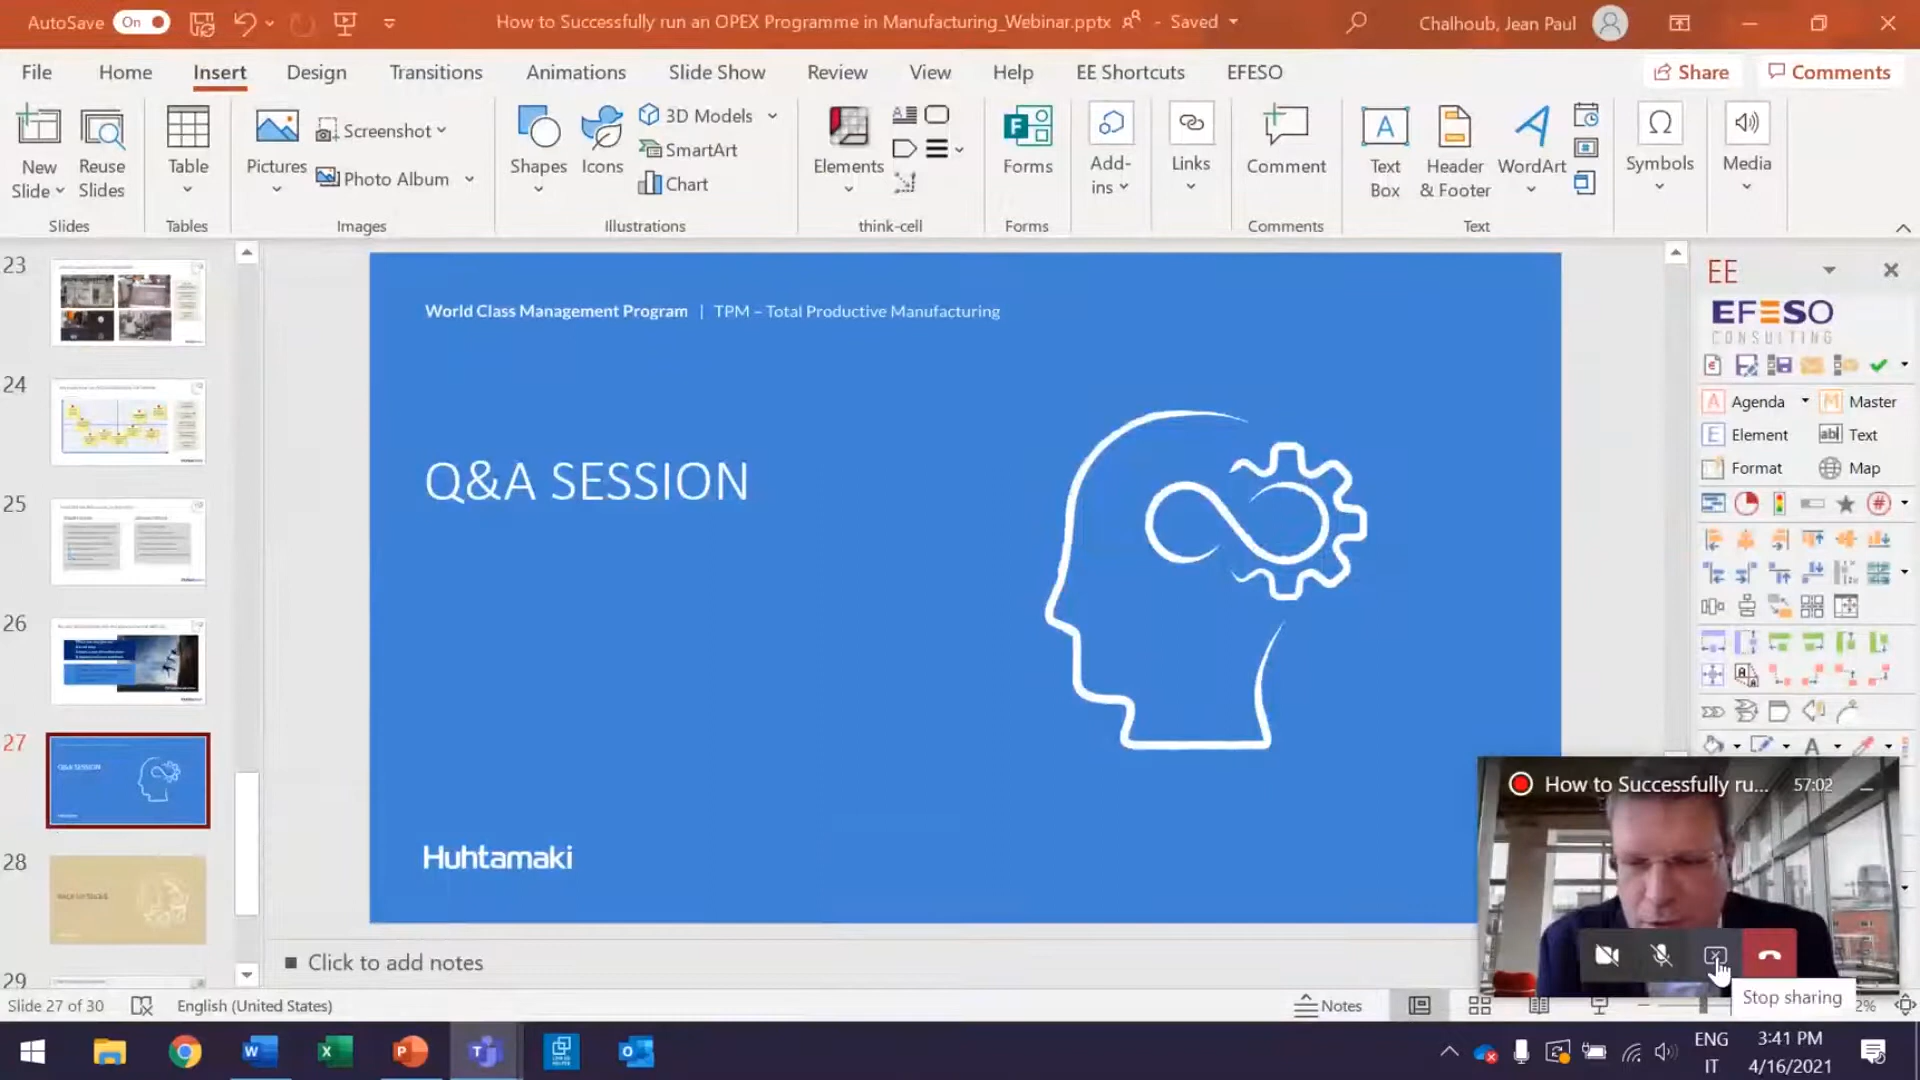 AutoSave On How to Successfully run an OPEX Programme in Manufacturing_Webinar.pptx - Saved Chalhoub, Jean Paul
File Home Insert Design Transitions Animations Slide Show Review View Help EE Shortcuts EFESO Share Comments
New Slide
Reuse Slides
Table
Pictures
Screenshot
Photo Album
Shapes
Icons
3D Models
SmartArt
Chart
Elements
Forms
Add-ins
Links
Comment
Text Box
Header & Footer
WordArt
Symbols
Media
Slides Tables Images Illustrations think-cell Forms Comments Text
23
24
25
26
27
Q&A SESSION
28
29
World Class Management Program | TPM – Total Productive Manufacturing
Q&A SESSION
Huhtamaki
EE
EFESO
CONSULTING
Agenda Master
Element Text
Format Map
How to Successfully ru... 57:02
Stop sharing
Click to add notes
Slide 27 of 30 English (United States) Notes 2%
ENG
IT
3:41 PM
4/16/2021